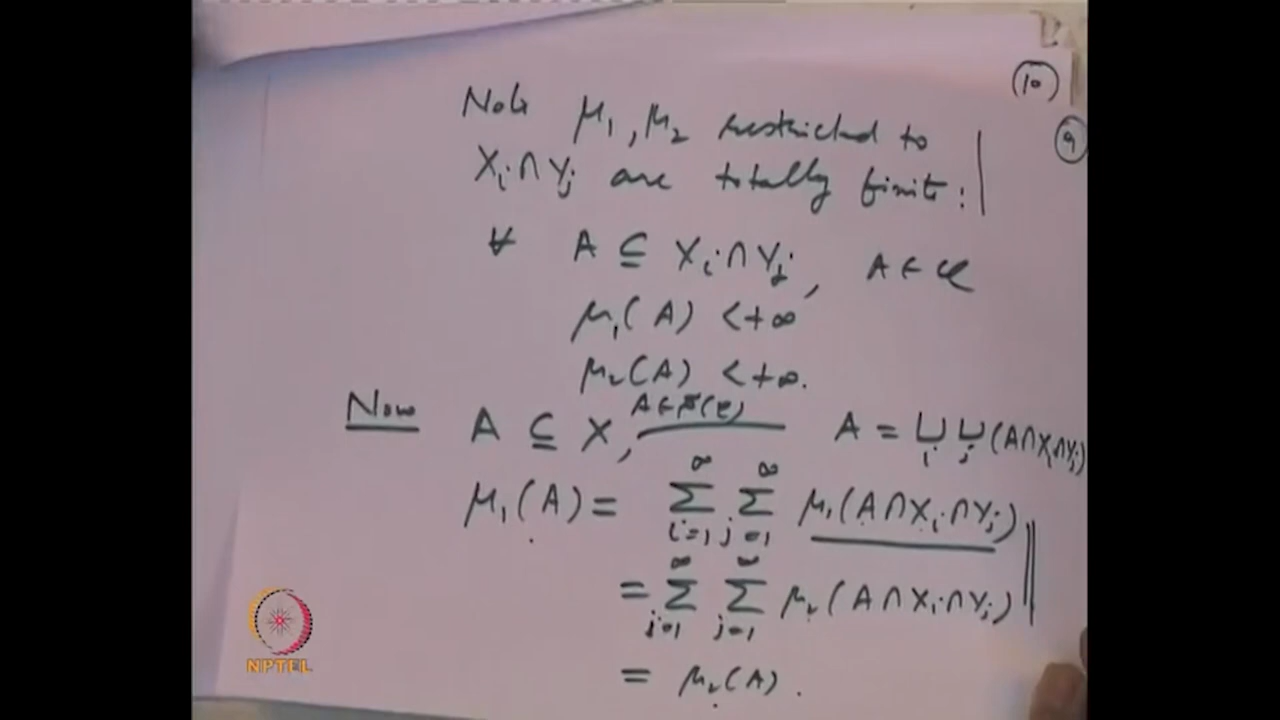 10
Note μ₁, μ₂ restricted to
9
Xᵢ ∩ Yⱼ are totally finite:
∀ A ⊆ Xᵢ ∩ Yⱼ, A ∈ 𝒞
μ₁(A) < +∞
μ₂(A) < +∞.
Now A ⊆ X, A ∈ 𝓕(𝒞) A = ⊔ᵢ ⊔ⱼ (A∩Xᵢ∩Yⱼ)
μ₁(A) = ∑_{i=1}^∞ ∑_{j=1}^∞ μ₁(A∩Xᵢ∩Yⱼ)
= ∑_{i=1}^∞ ∑_{j=1}^∞ μ₂(A∩Xᵢ∩Yⱼ)
= μ₂(A).
NPTEL